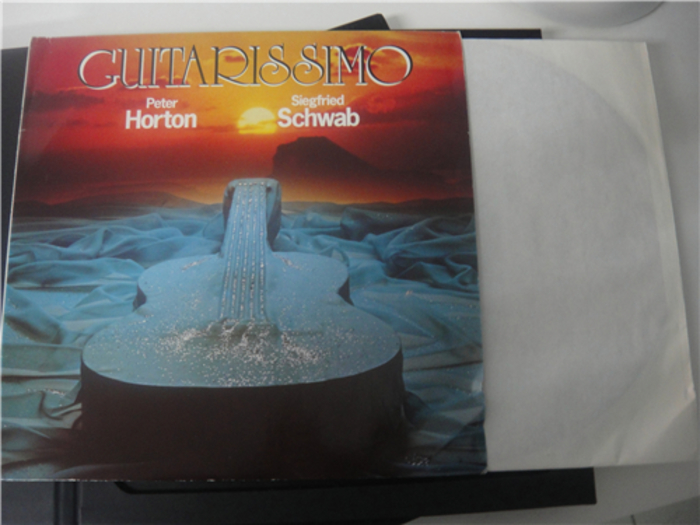 GUITARISSIMO
Peter
Horton
Siegfried
Schwab